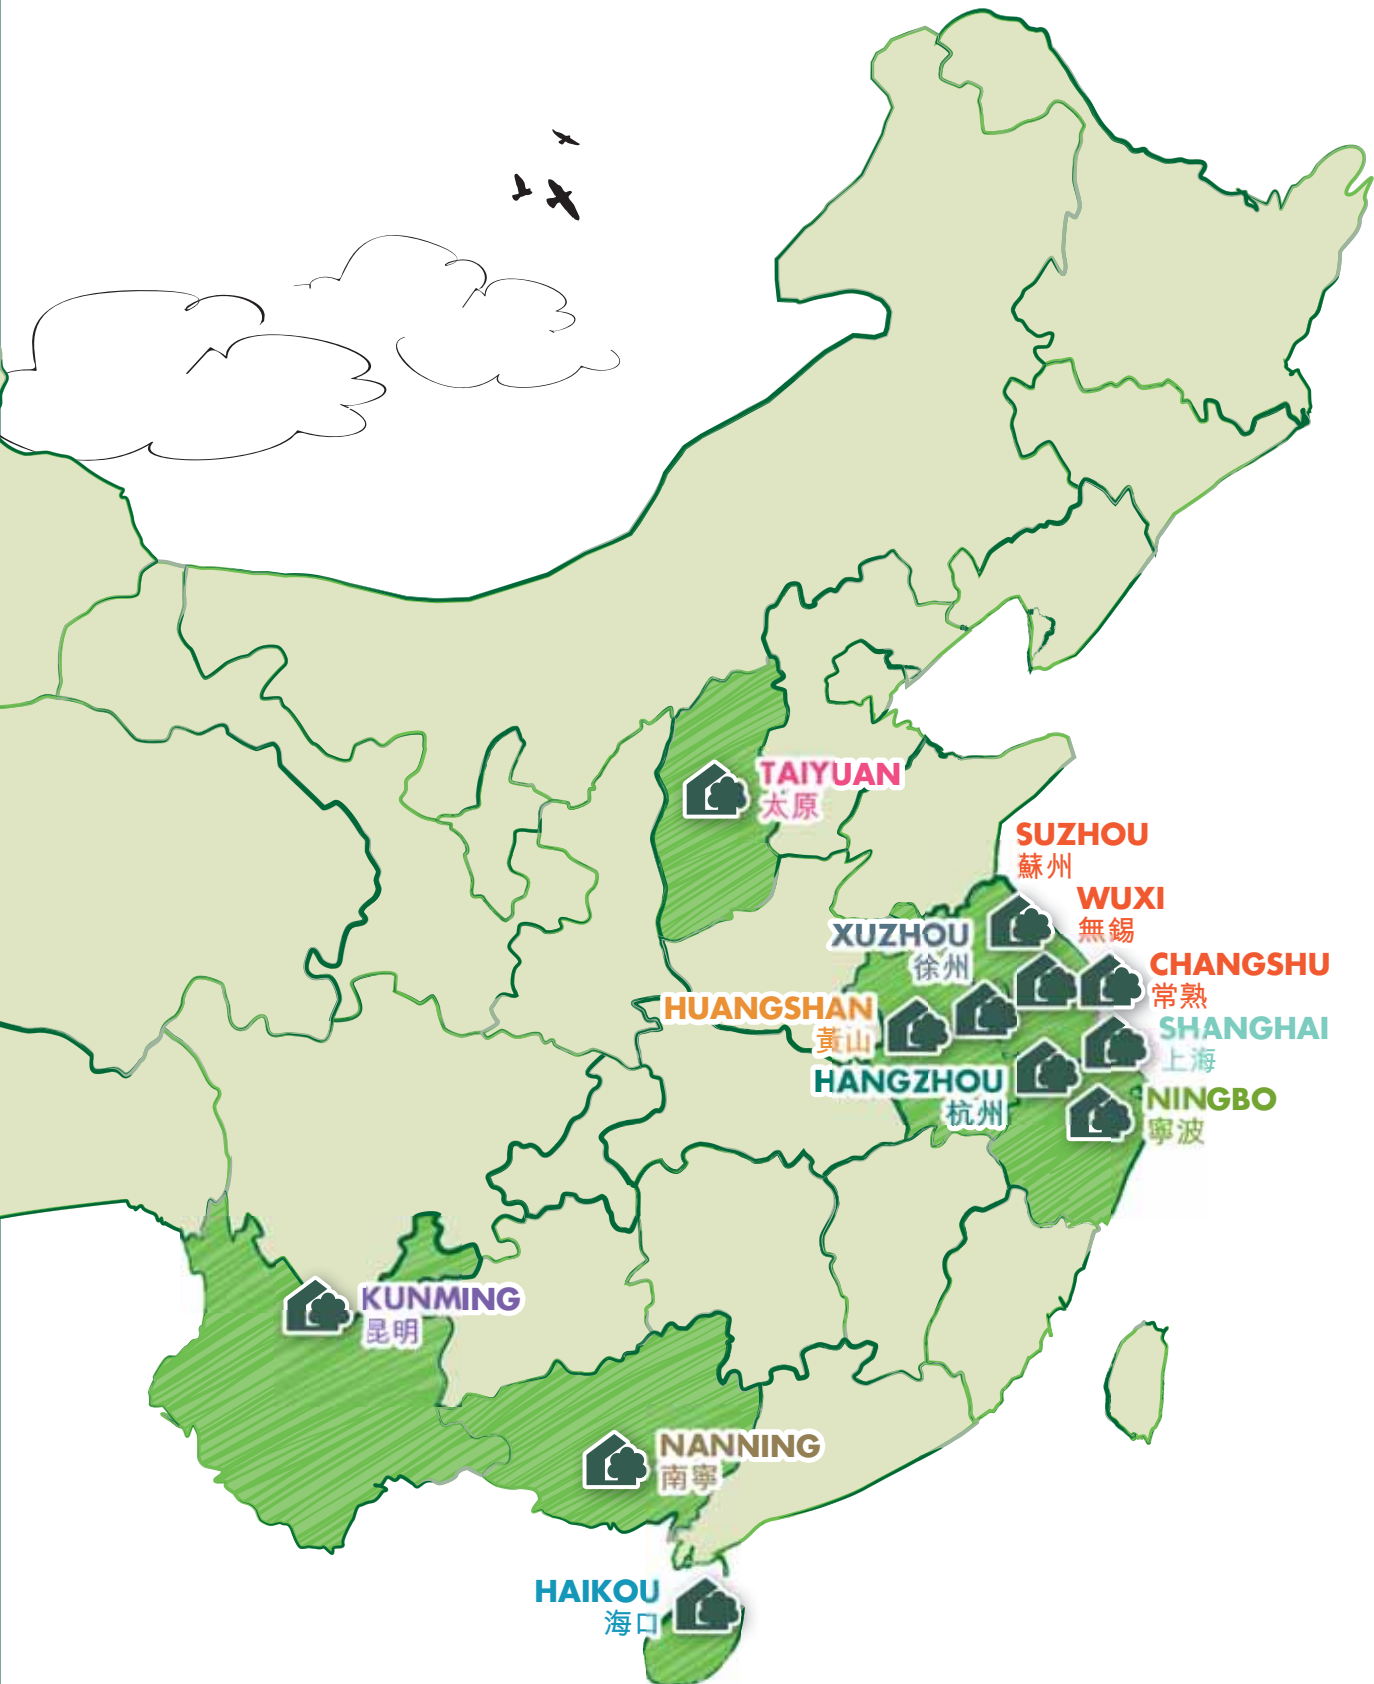 TAIYUAN
太原
SUZHOU
蘇州
WUXI
無錫
XUZHOU
徐州
CHANGSHU
常熟
HUANGSHAN
黃山
SHANGHAI
上海
HANGZHOU
杭州
NINGBO
寧波
KUNMING
昆明
NANNING
南寧
HAIKOU
海口